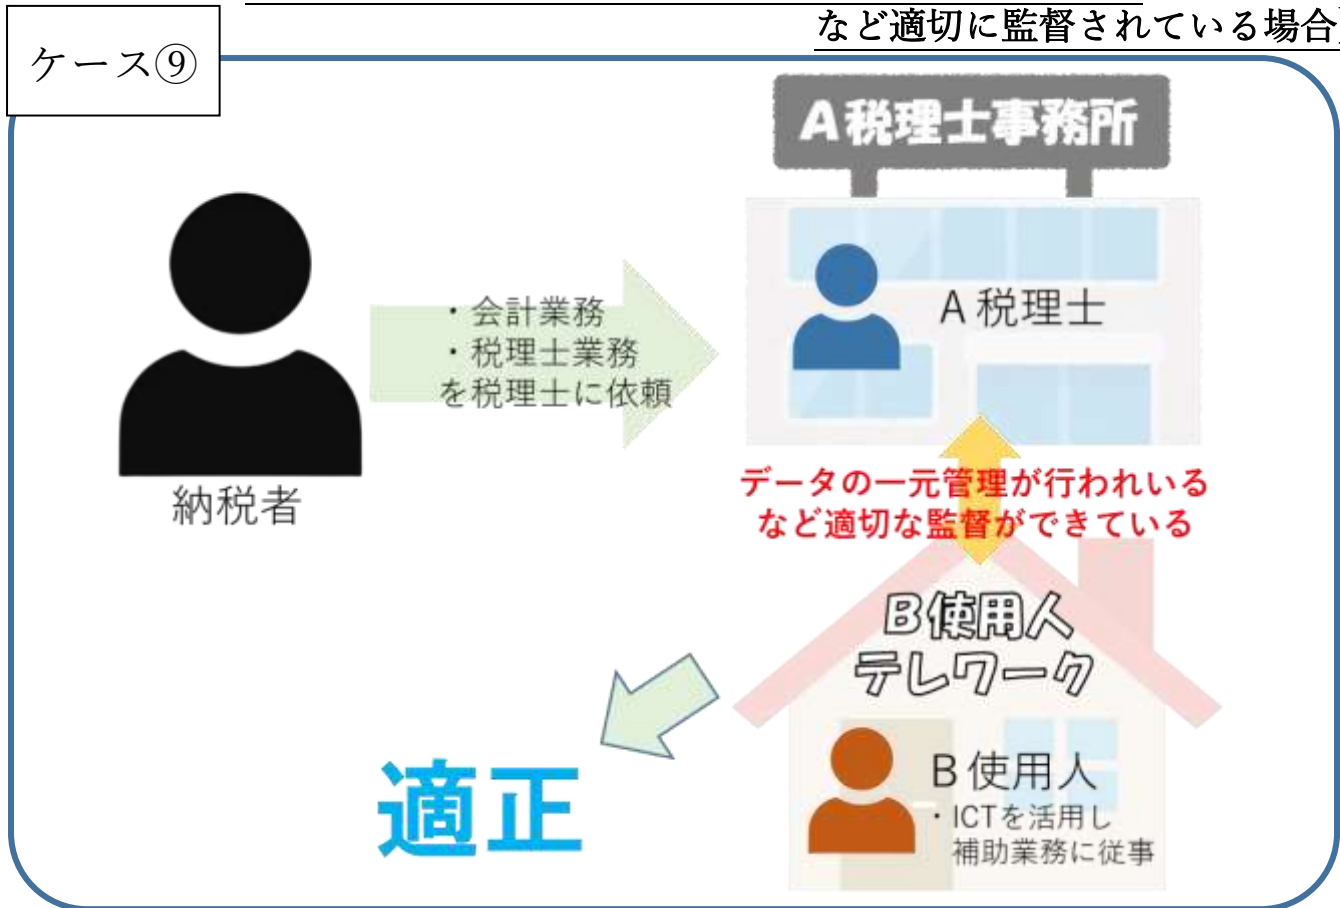 など適切に監督されている場合)
ケース⑨
A税理士事務所
A 税理士
・会計業務
・税理士業務
を税理士に依頼
納税者
データの一元管理が行われいる
など適切な監督ができている
B使用人
テレワーク
B 使用人
・ICTを活用し
補助業務に従事
適正